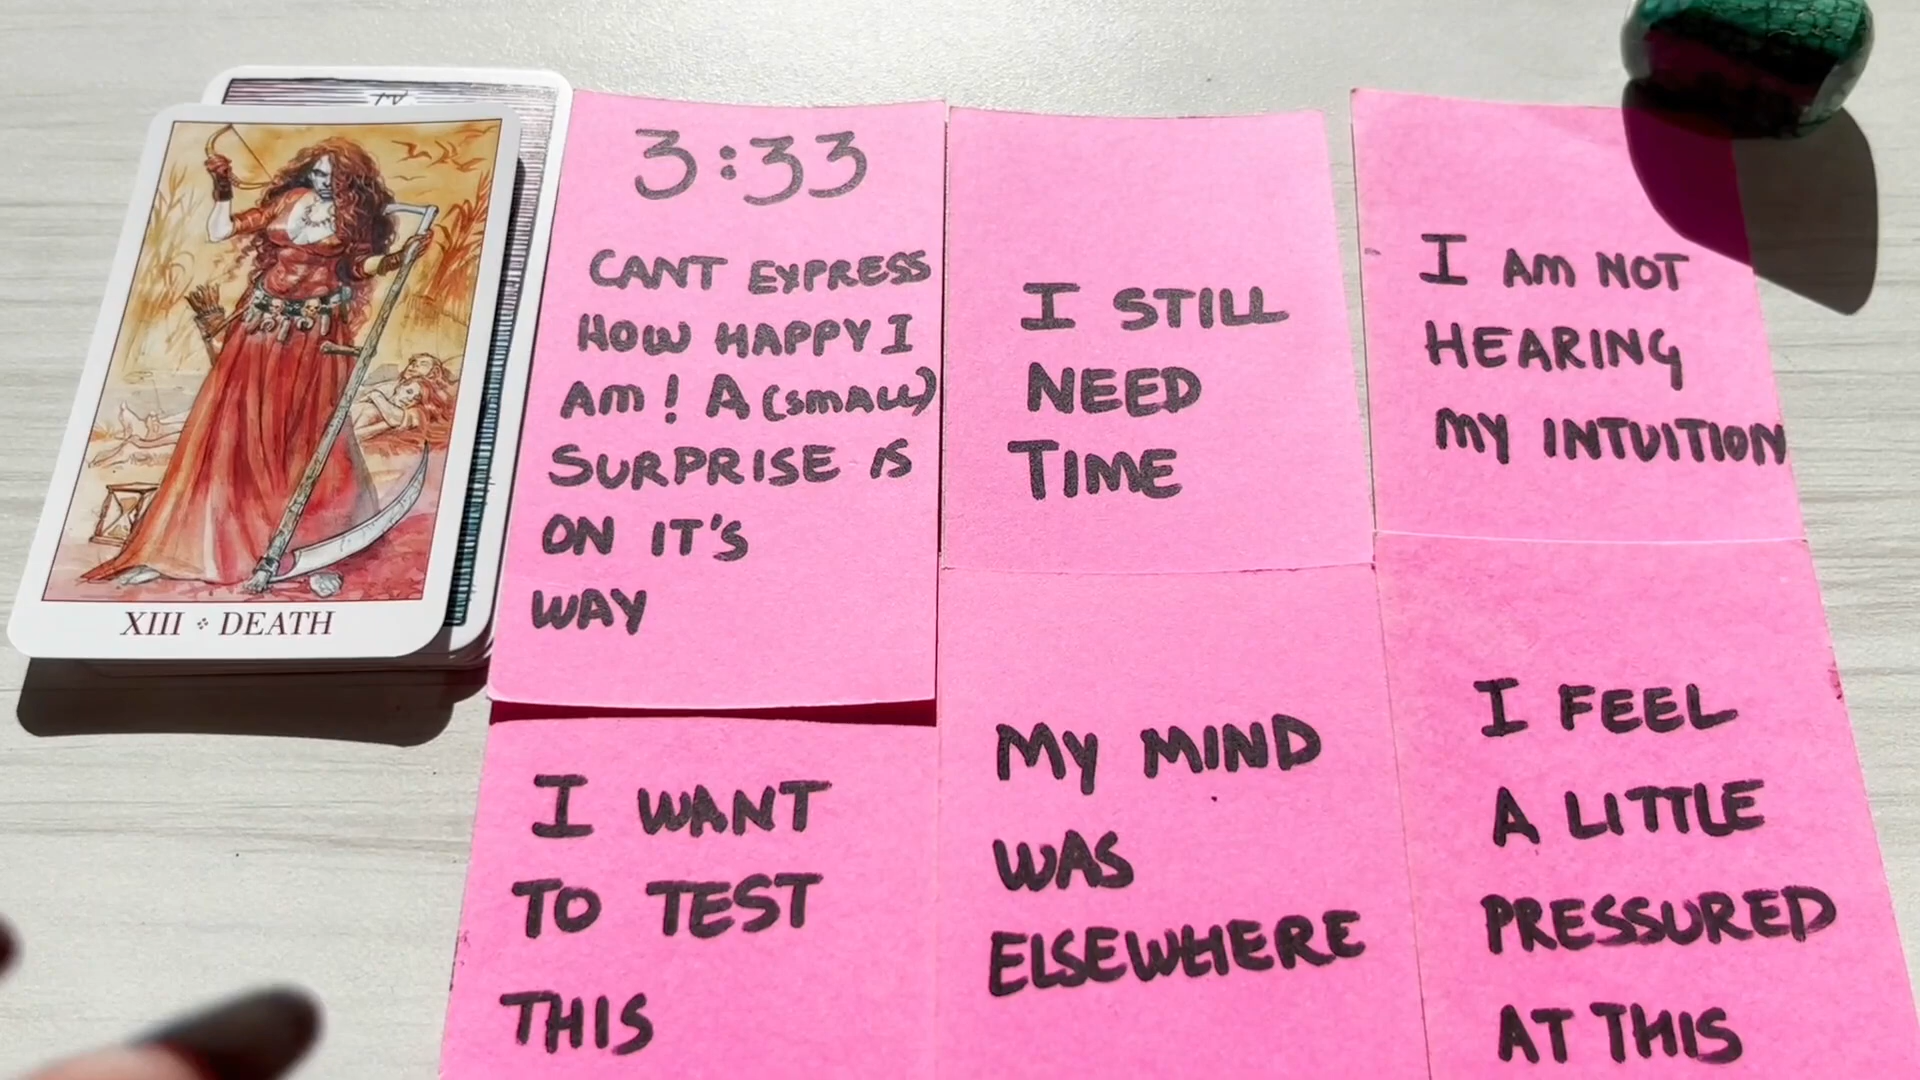 XIII DEATH
3:33
CANT EXPRESS
HOW HAPPY I
AM! A (SMALL)
SURPRISE IS
ON IT'S
WAY
I STILL
NEED
TIME
I AM NOT
HEARING
MY INTUITION
I WANT
TO TEST
THIS
MY MIND
WAS
ELSEWHERE
I FEEL
A LITTLE
PRESSURED
AT THIS